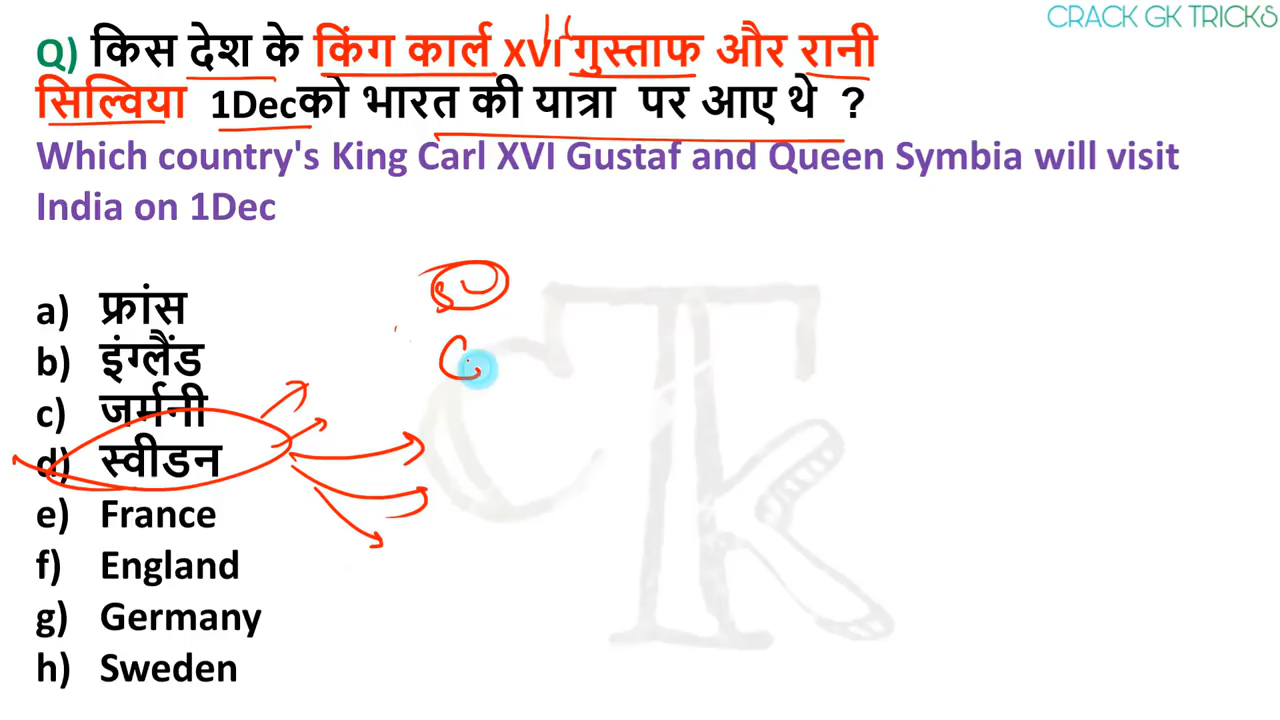 CRACK GK TRICKS
Q) किस देश के किंग कार्ल XVI गुस्ताफ और रानी
सिल्विया 1Decको भारत की यात्रा पर आए थे ?
Which country's King Carl XVI Gustaf and Queen Symbia will visit
India on 1Dec
a) फ्रांस
b) इंग्लैंड
c) जर्मनी
d) स्वीडन
e) France
f) England
g) Germany
h) Sweden